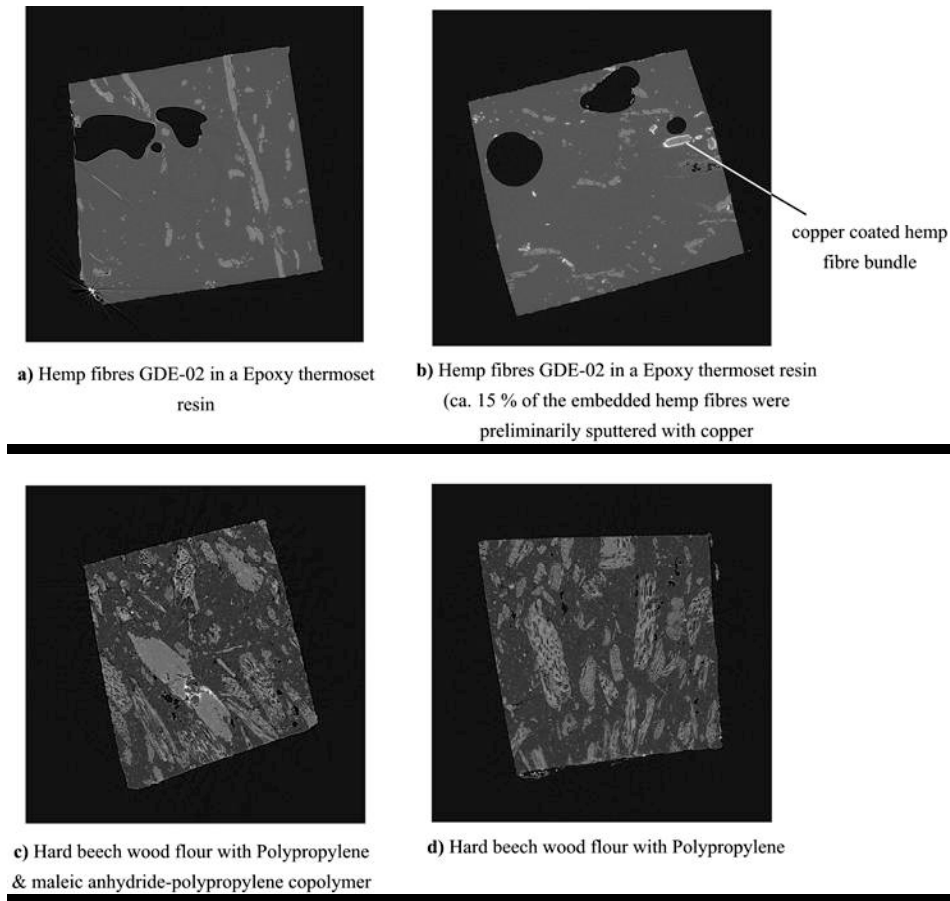 copper coated hemp
fibre bundle
a) Hemp fibres GDE-02 in a Epoxy thermoset
resin
b) Hemp fibres GDE-02 in a Epoxy thermoset resin
(ca. 15 % of the embedded hemp fibres were
preliminarily sputtered with copper
c) Hard beech wood flour with Polypropylene
& maleic anhydride-polypropylene copolymer
d) Hard beech wood flour with Polypropylene